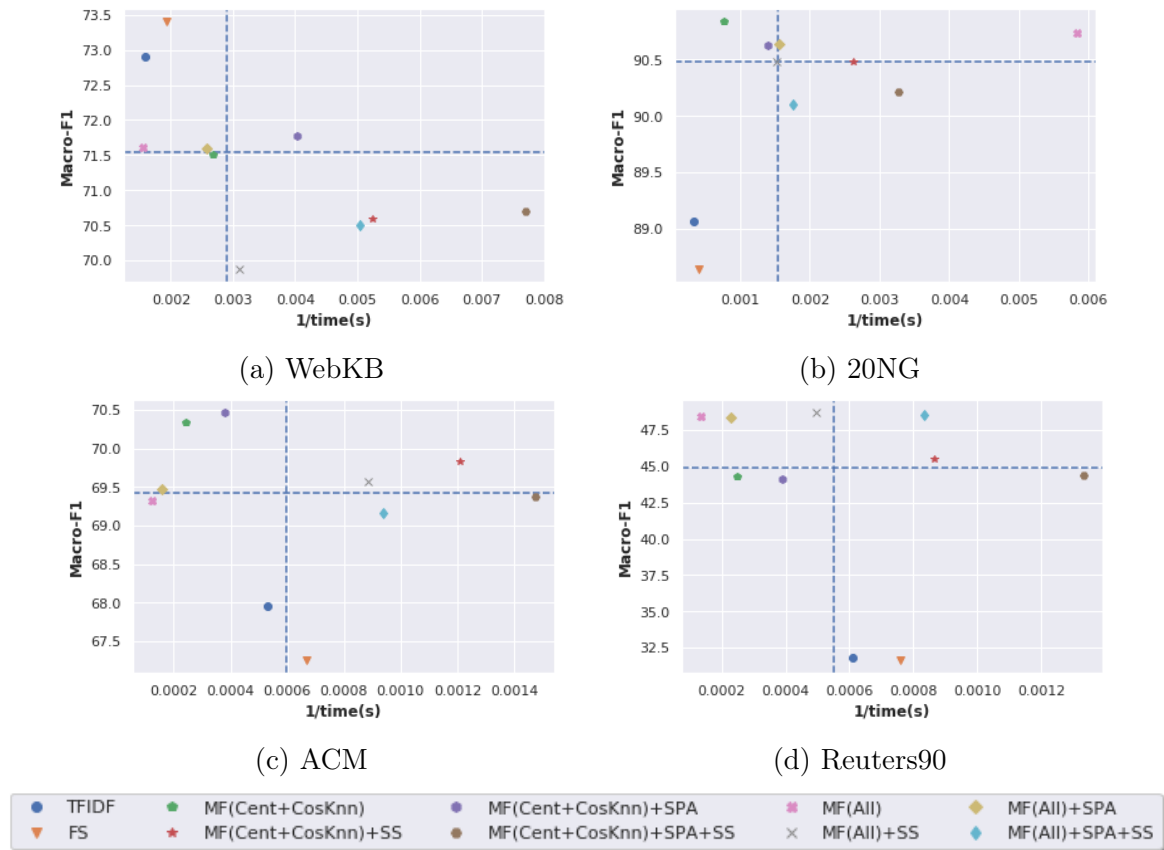 73.5
73.0
72.5
72.0
71.5
71.0
70.5
70.0
Macro-F1
0.002 0.003 0.004 0.005 0.006 0.007 0.008
1/time(s)
(a) WebKB
90.5
90.0
89.5
89.0
Macro-F1
0.001 0.002 0.003 0.004 0.005 0.006
1/time(s)
(b) 20NG
70.5
70.0
69.5
69.0
68.5
68.0
67.5
Macro-F1
0.0002 0.0004 0.0006 0.0008 0.0010 0.0012 0.0014
1/time(s)
(c) ACM
47.5
45.0
42.5
40.0
37.5
35.0
32.5
Macro-F1
0.0002 0.0004 0.0006 0.0008 0.0010 0.0012
1/time(s)
(d) Reuters90
TFIDF MF(Cent+CosKnn) MF(Cent+CosKnn)+SPA MF(All) MF(All)+SPA
FS MF(Cent+CosKnn)+SS MF(Cent+CosKnn)+SPA+SS MF(All)+SS MF(All)+SPA+SS